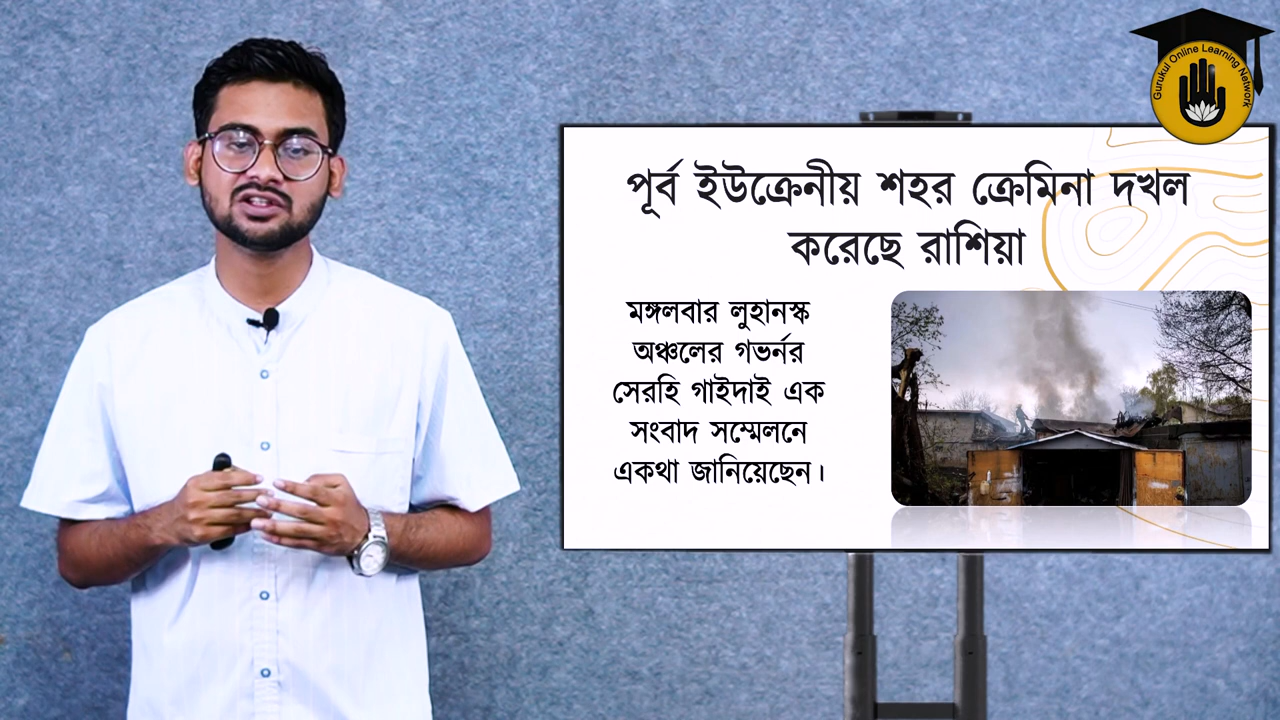 Gurukul Online Learning Network
পূর্ব ইউক্রেনীয় শহর ক্রেমিনা দখল
করেছে রাশিয়া
মঙ্গলবার লুহানস্ক
অঞ্চলের গভর্নর
সেরহি গাইদাই এক
সংবাদ সম্মেলনে
একথা জানিয়েছেন।